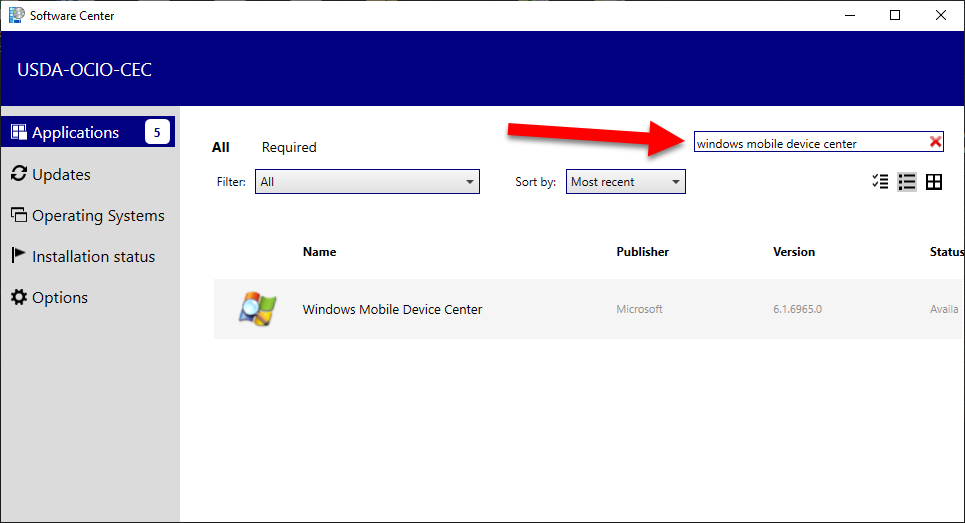 Software Center
USDA-OCIO-CEC
Applications 5
Updates
Operating Systems
Installation status
Options
All Required
windows mobile device center
Filter: All Sort by: Most recent
Name Publisher Version Status
Windows Mobile Device Center Microsoft 6.1.6965.0 Availa